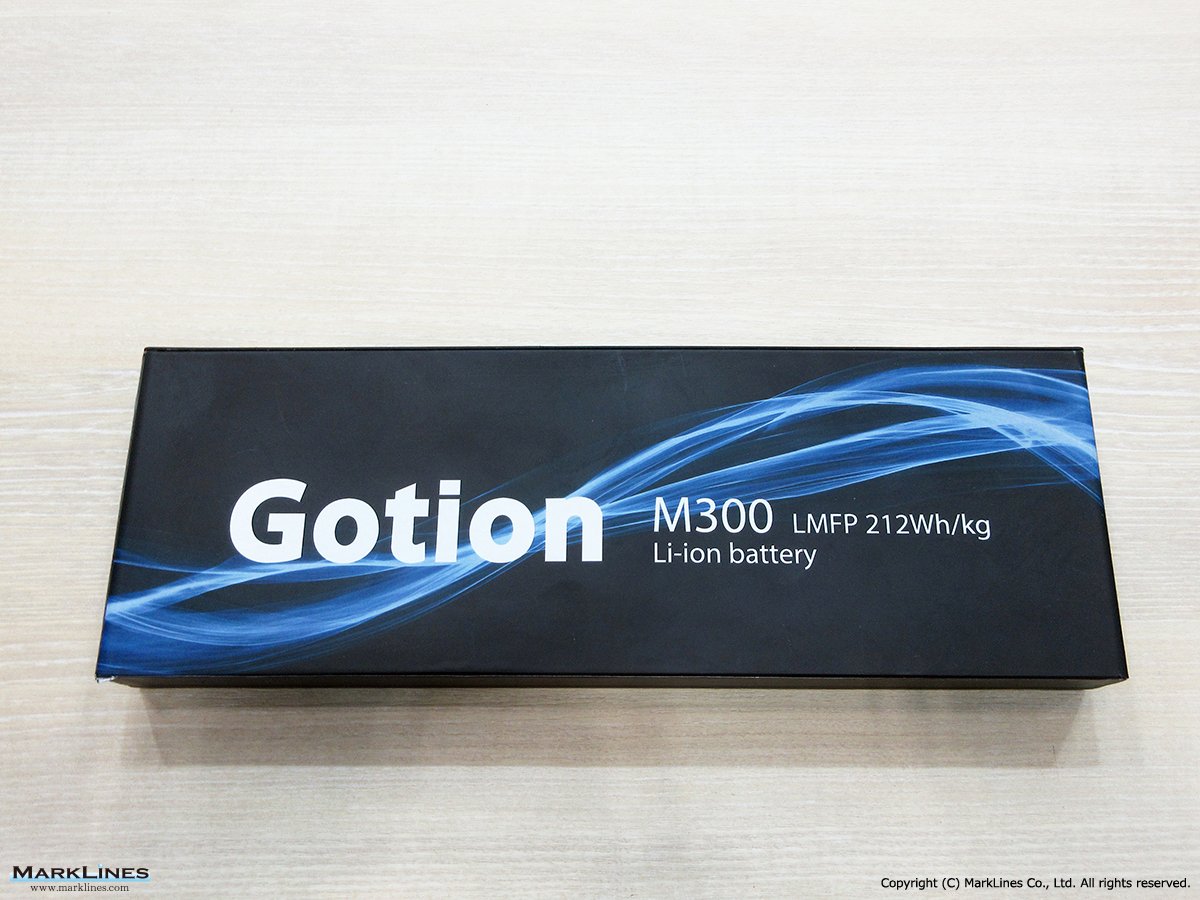 Gotion
M300 LMFP 212Wh/kg
Li-ion battery
MARKLINES
www.marklines.com
Copyright (C) MarkLines Co., Ltd. All rights reserved.